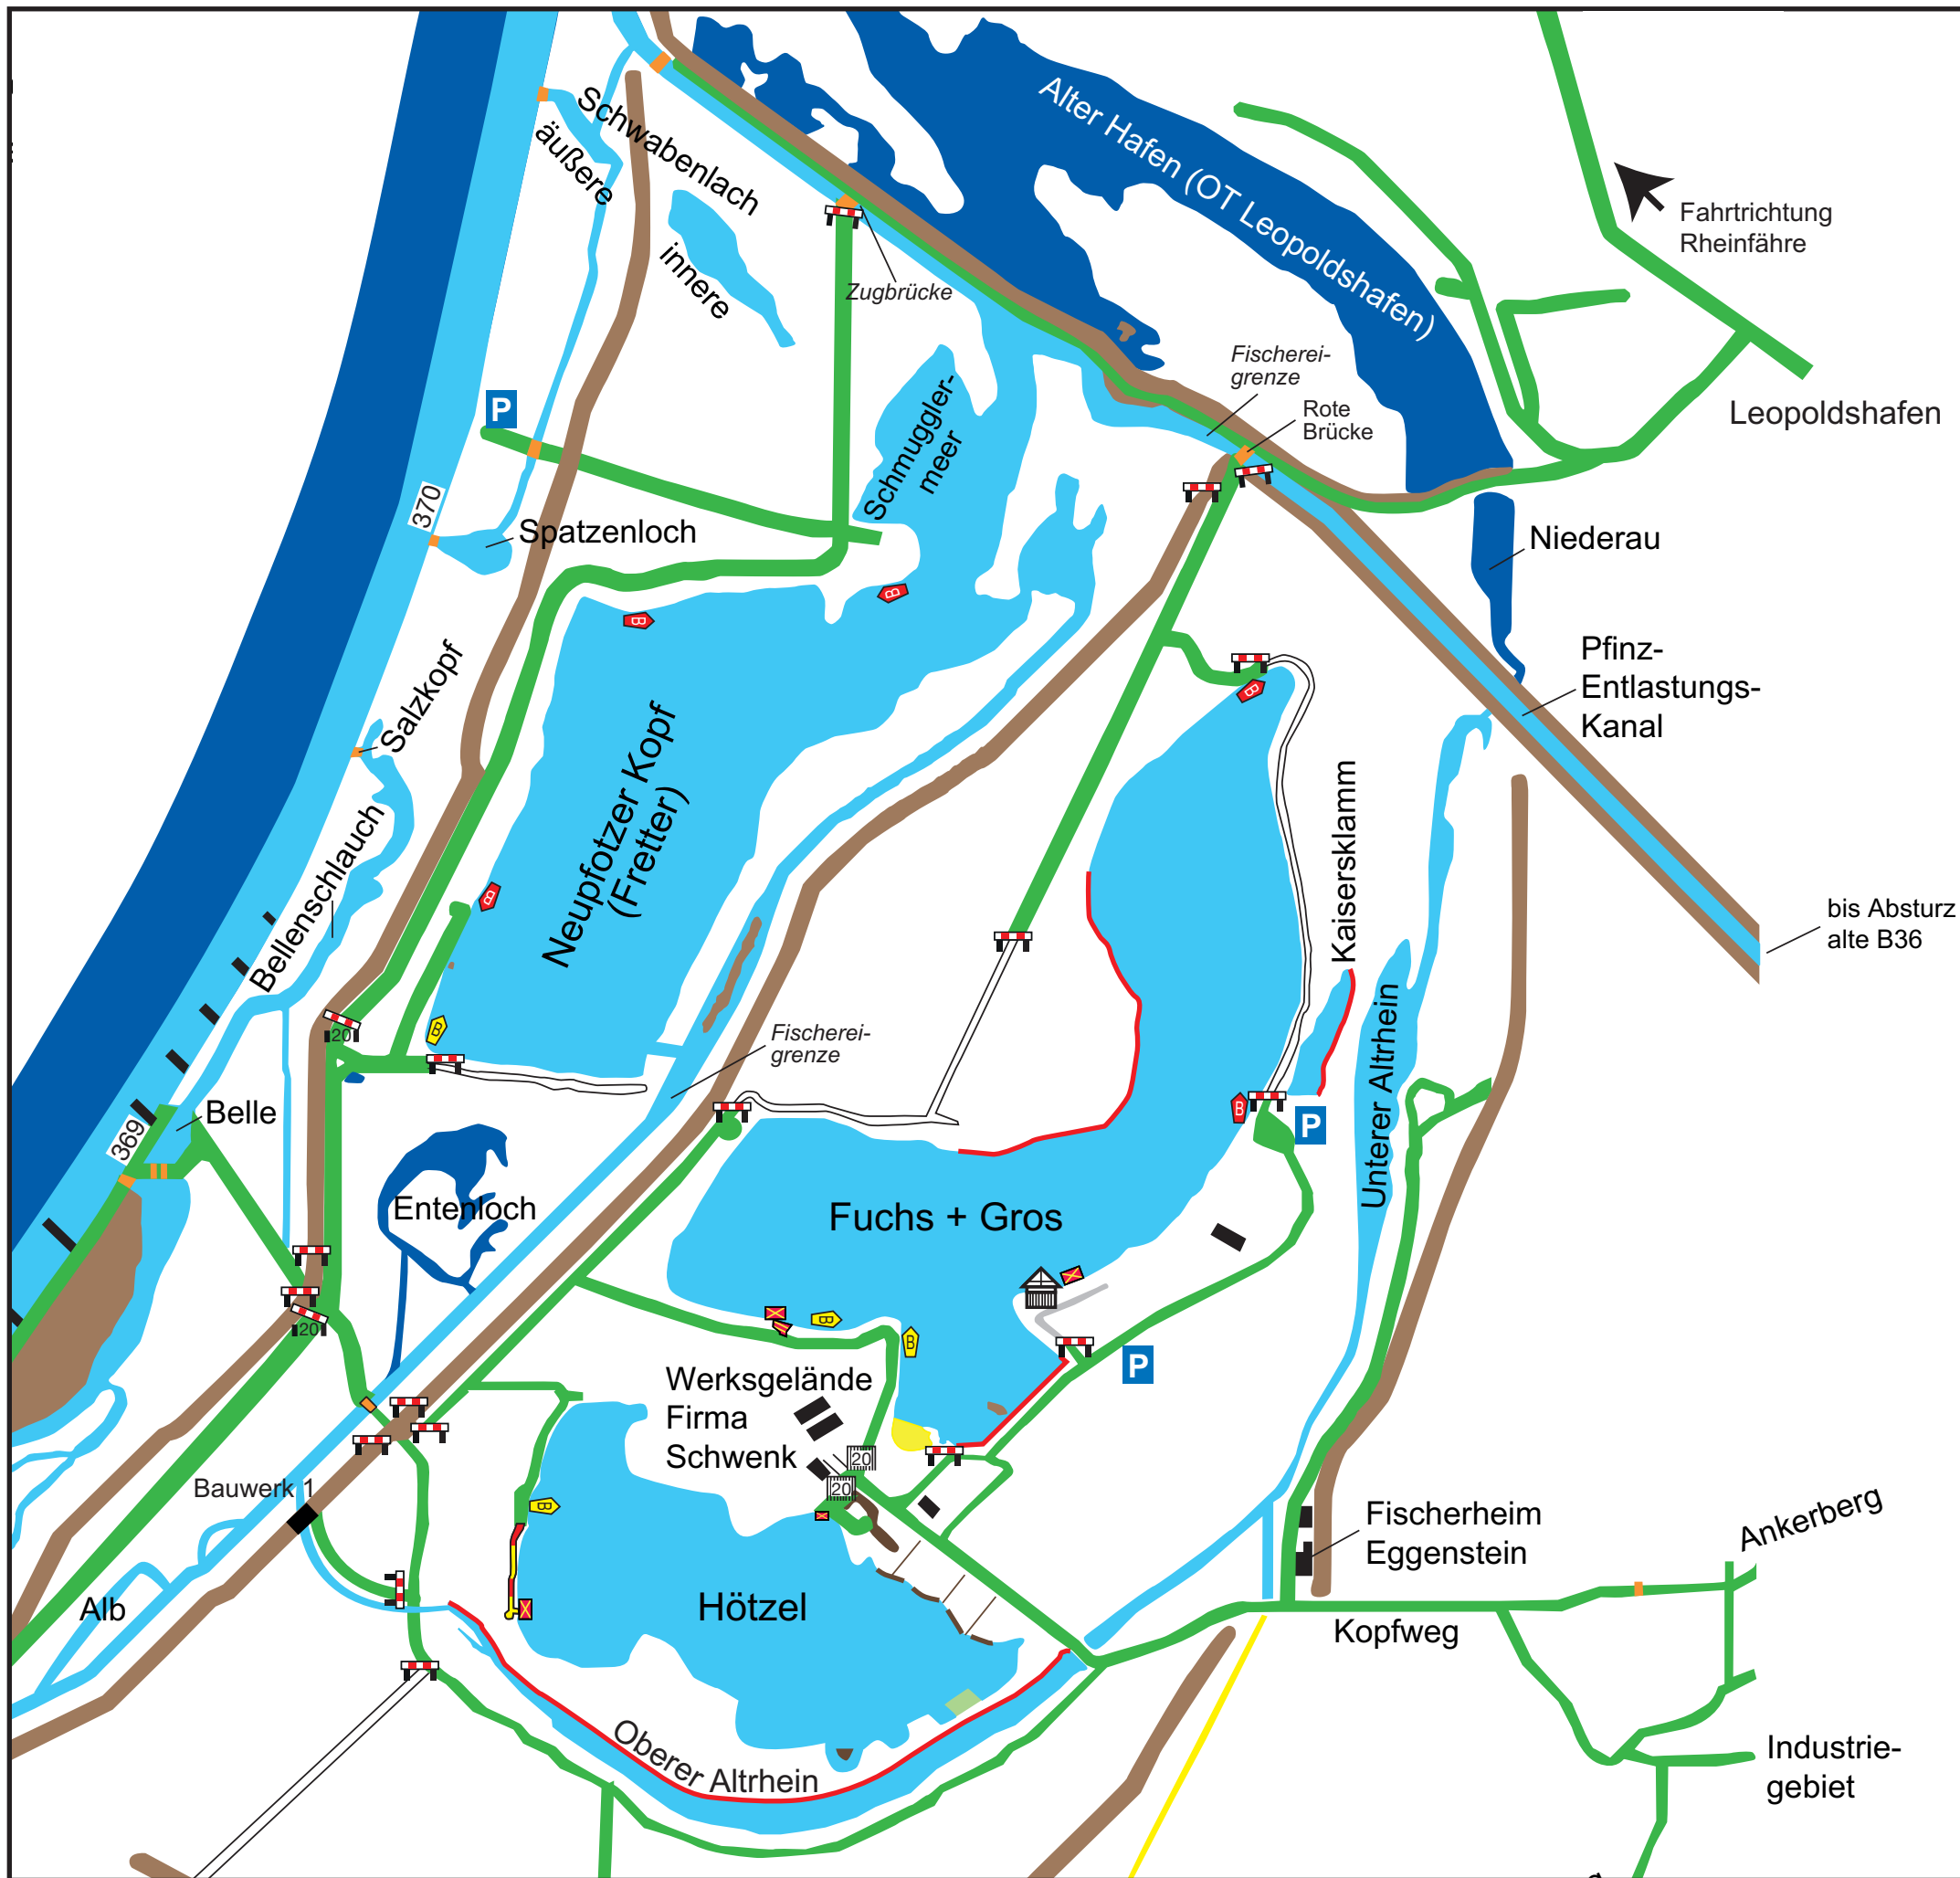 Schwabenlach
äußere
innere
Zugbrücke
Alter Hafen (OT Leopoldshafen)
Fahrtrichtung
Rheinfähre
Fischerei-
grenze
Rote
Brücke
Leopoldshafen
P
370
Spatzenloch
Schmuggler-
meer
Niederau
Pfinz-
Entlastungs-
Kanal
B
B
B
Salzkopf
Neupfotzer Kopf
(Fretter)
Bellenschlauch
B
Kaisersklamm
bis Absturz
alte B36
20
B
Fischerei-
grenze
Unterer Altrhein
369
Belle
B
P
Entenloch
Fuchs + Gros
20
B
B
P
Werksgelände
Firma
Schwenk
20
20
Bauwerk 1
B
Fischerheim
Eggenstein
Ankerberg
Alb
Hötzel
Kopfweg
Oberer Altrhein
Industrie-
gebiet